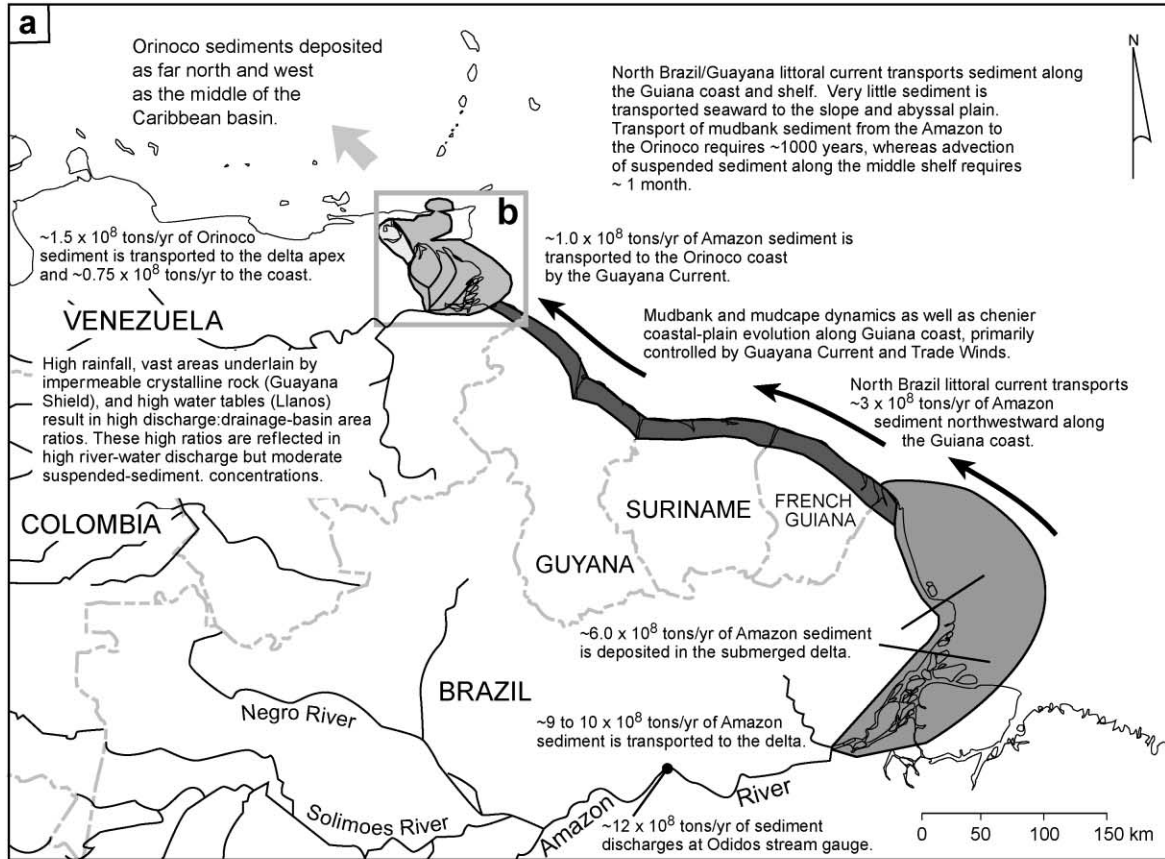 a
Orinoco sediments deposited
as far north and west
as the middle of the
Caribbean basin.
North Brazil/Guayana littoral current transports sediment along
the Guiana coast and shelf. Very little sediment is
transported seaward to the slope and abyssal plain.
Transport of mudbank sediment from the Amazon to
the Orinoco requires ~1000 years, whereas advection
of suspended sediment along the middle shelf requires
~ 1 month.
N
b
~1.5 x 10⁸ tons/yr of Orinoco
sediment is transported to the delta apex
and ~0.75 x 10⁸ tons/yr to the coast.
~1.0 x 10⁸ tons/yr of Amazon sediment is
transported to the Orinoco coast
by the Guayana Current.
VENEZUELA
Mudbank and mudcape dynamics as well as chenier
coastal-plain evolution along Guiana coast, primarily
controlled by Guayana Current and Trade Winds.
High rainfall, vast areas underlain by
impermeable crystalline rock (Guayana
Shield), and high water tables (Llanos)
result in high discharge:drainage-basin area
ratios. These high ratios are reflected in
high river-water discharge but moderate
suspended-sediment. concentrations.
North Brazil littoral current transports
~3 x 10⁸ tons/yr of Amazon
sediment northwestward along
the Guiana coast.
COLOMBIA
SURINAME
FRENCH
GUIANA
GUYANA
~6.0 x 10⁸ tons/yr of Amazon sediment
is deposited in the submerged delta.
BRAZIL
Negro River
~9 to 10 x 10⁸ tons/yr of Amazon
sediment is transported to the delta.
Solimoes River
Amazon River
~12 x 10⁸ tons/yr of sediment
discharges at Odidos stream gauge.
0 50 100 150 km